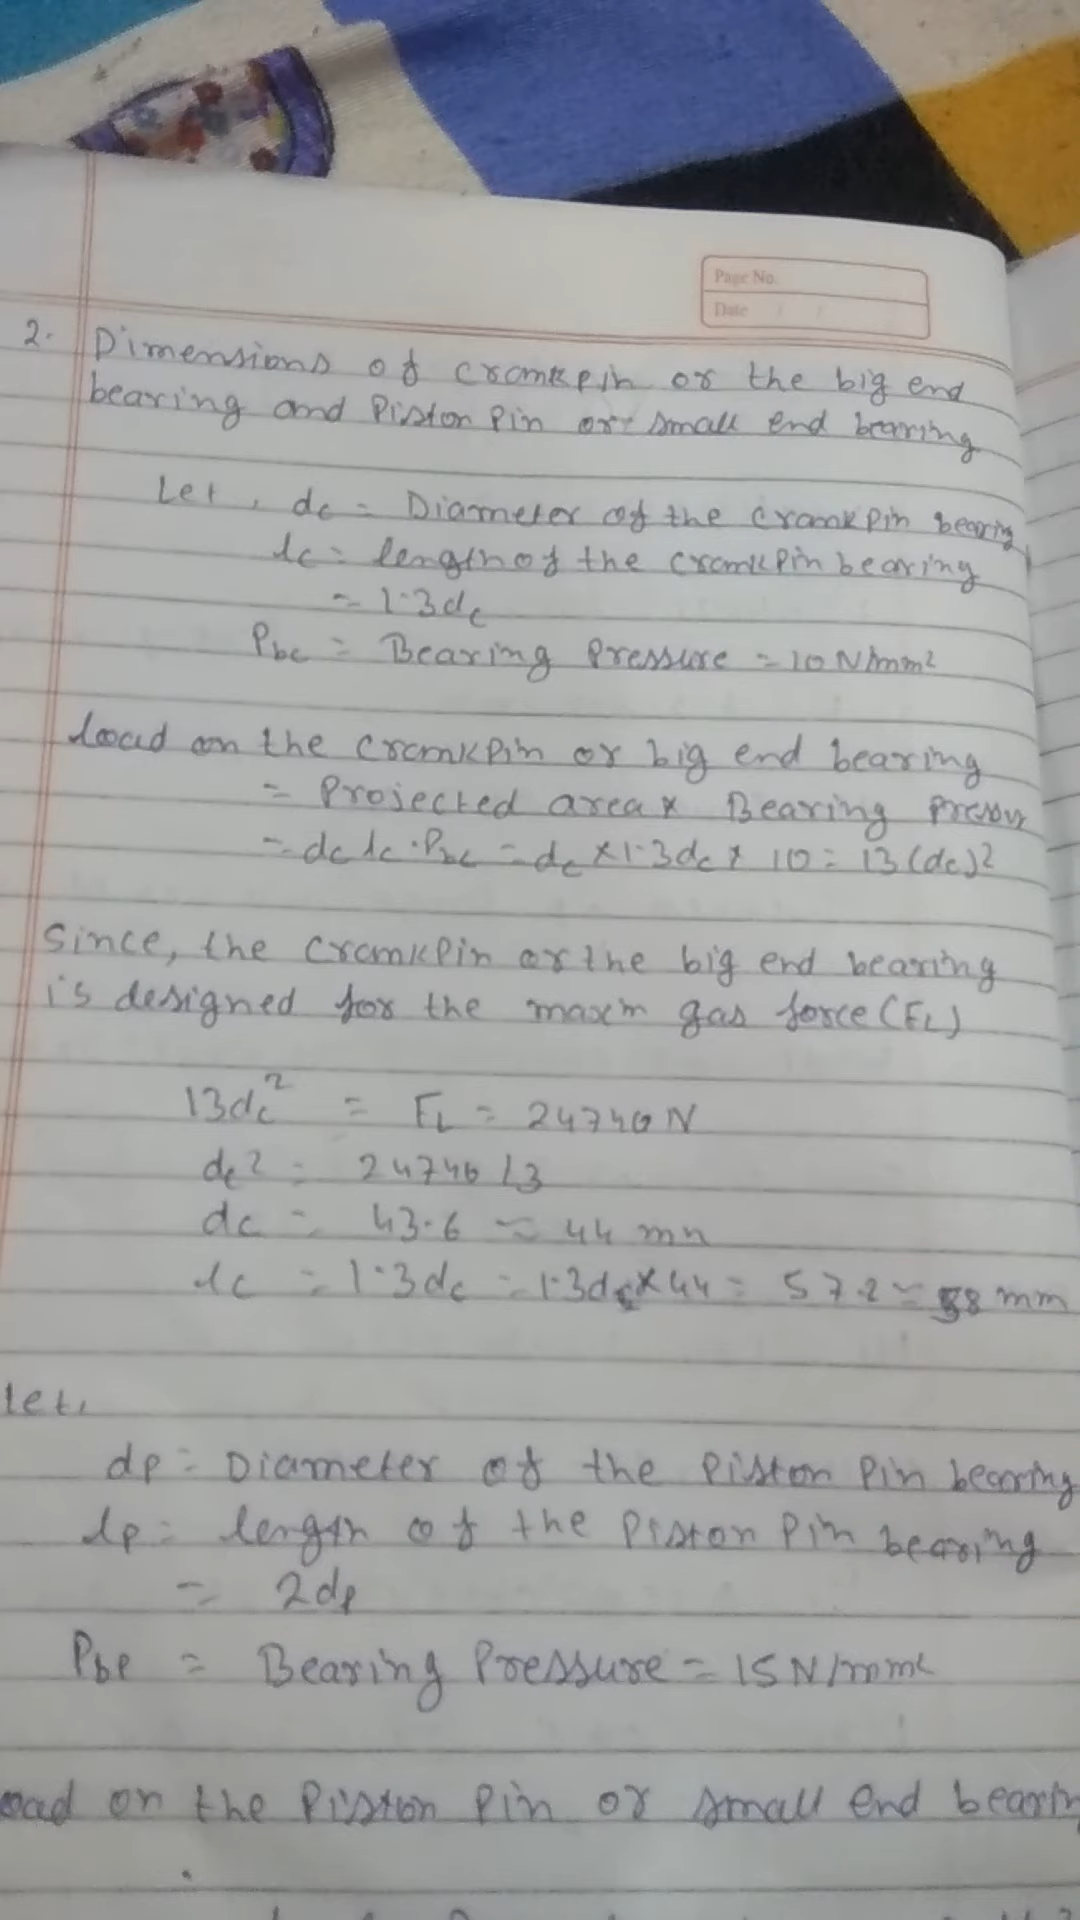 Page No.
Date / /
2. Dimensions of crankpin or the big end
bearing and Piston Pin or small end bearing
Let, dc = Diameter of the crankpin bearing
lc = length of the crankpin bearing
= 1.3dc
Pbc = Bearing Pressure = 10 N/mm²
load on the crankpin or big end bearing
= Projected area x Bearing Pressur
= dc lc · Pbc = dc x 1.3dc x 10 = 13(dc)²
Since, the crankpin or the big end bearing
is designed for the maxm gas force (FL)
13dc² = FL = 24740 N
dc² = 24740 13
dc = 43.6 ≈ 44 mm
lc = 1.3dc = 1.3dc x 44 = 57.2 ≈ 58 mm
Let,
dp = Diameter of the Piston Pin bearing
lp = length of the Piston Pin bearing
= 2dp
Pbp = Bearing Pressure = 15 N/mm²
oad on the Piston Pin or small end bearin